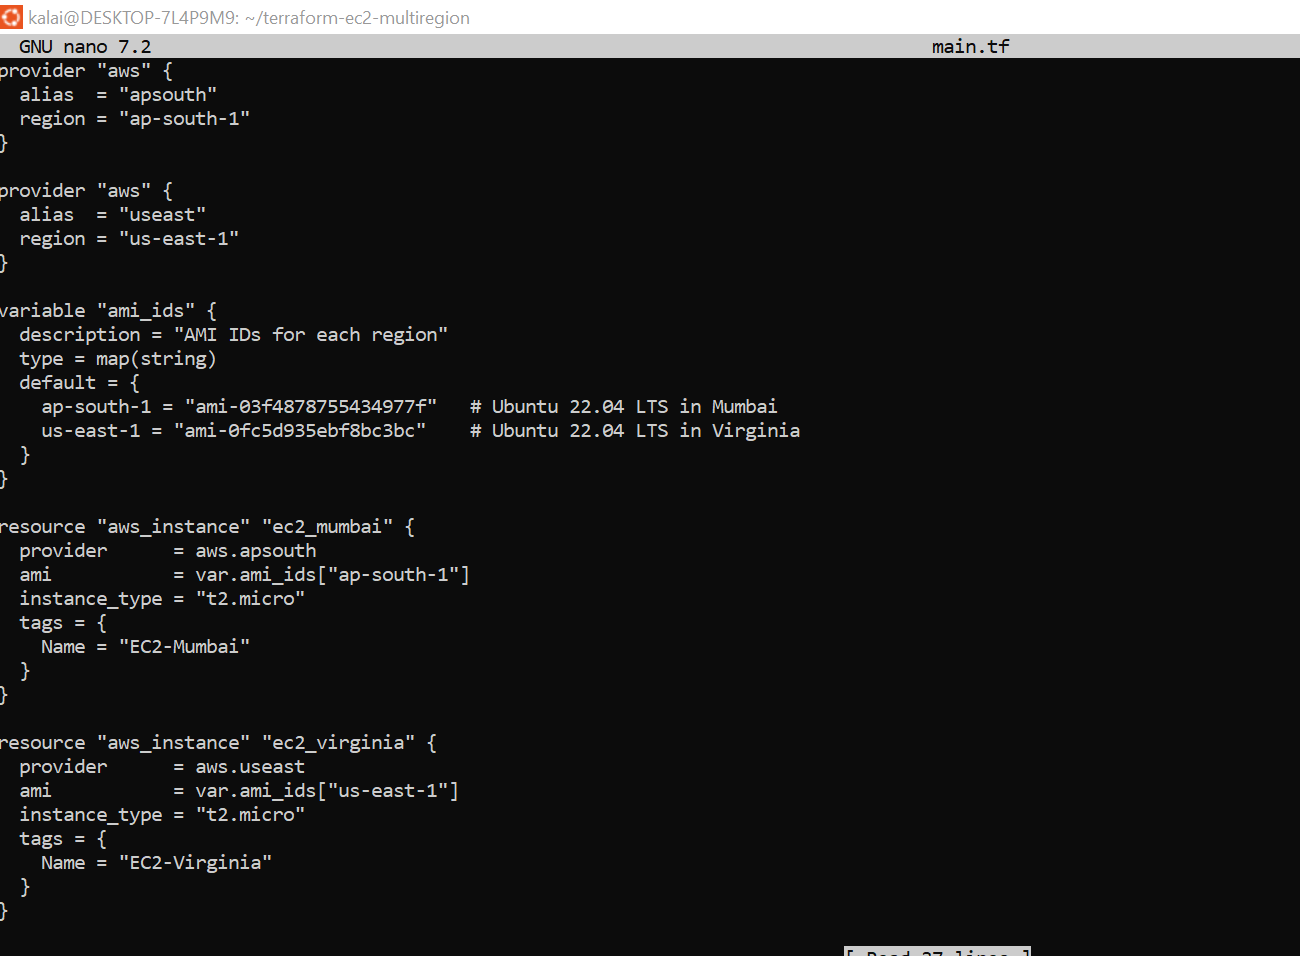 kalai@DESKTOP-7L4P9M9: ~/terraform-ec2-multiregion
GNU nano 7.2 main.tf
provider "aws" {
  alias  = "apsouth"
  region = "ap-south-1"
}

provider "aws" {
  alias  = "useast"
  region = "us-east-1"
}

variable "ami_ids" {
  description = "AMI IDs for each region"
  type = map(string)
  default = {
    ap-south-1 = "ami-03f4878755434977f"   # Ubuntu 22.04 LTS in Mumbai
    us-east-1 = "ami-0fc5d935ebf8bc3bc"    # Ubuntu 22.04 LTS in Virginia
  }
}

resource "aws_instance" "ec2_mumbai" {
  provider      = aws.apsouth
  ami           = var.ami_ids["ap-south-1"]
  instance_type = "t2.micro"
  tags = {
    Name = "EC2-Mumbai"
  }
}

resource "aws_instance" "ec2_virginia" {
  provider      = aws.useast
  ami           = var.ami_ids["us-east-1"]
  instance_type = "t2.micro"
  tags = {
    Name = "EC2-Virginia"
  }
}

[ Read 37 lines ]